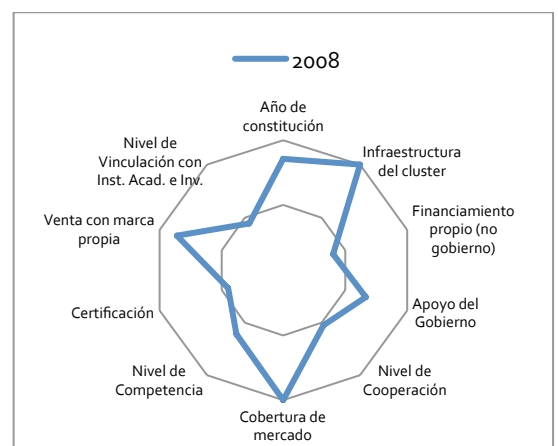 2008
Año de
constitución
Infraestructura
del cluster
Financiamiento
propio (no
gobierno)
Apoyo del
Gobierno
Nivel de
Cooperación
Cobertura de
mercado
Nivel de
Competencia
Certificación
Venta con marca
propia
Nivel de
Vinculación con
Inst. Acad. e Inv.